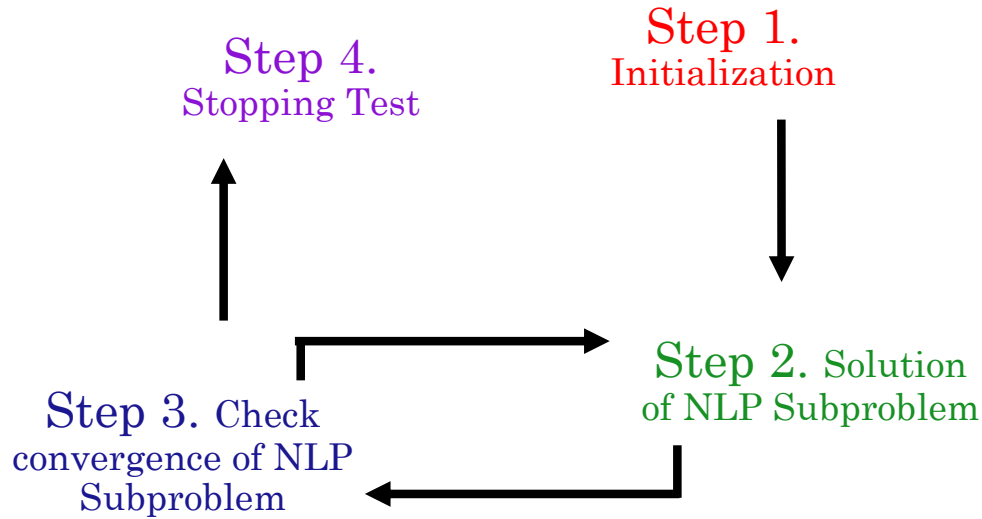 Step 4.
Stopping Test
Step 1.
Initialization
Step 2. Solution
of NLP Subproblem
Step 3. Check
convergence of NLP
Subproblem